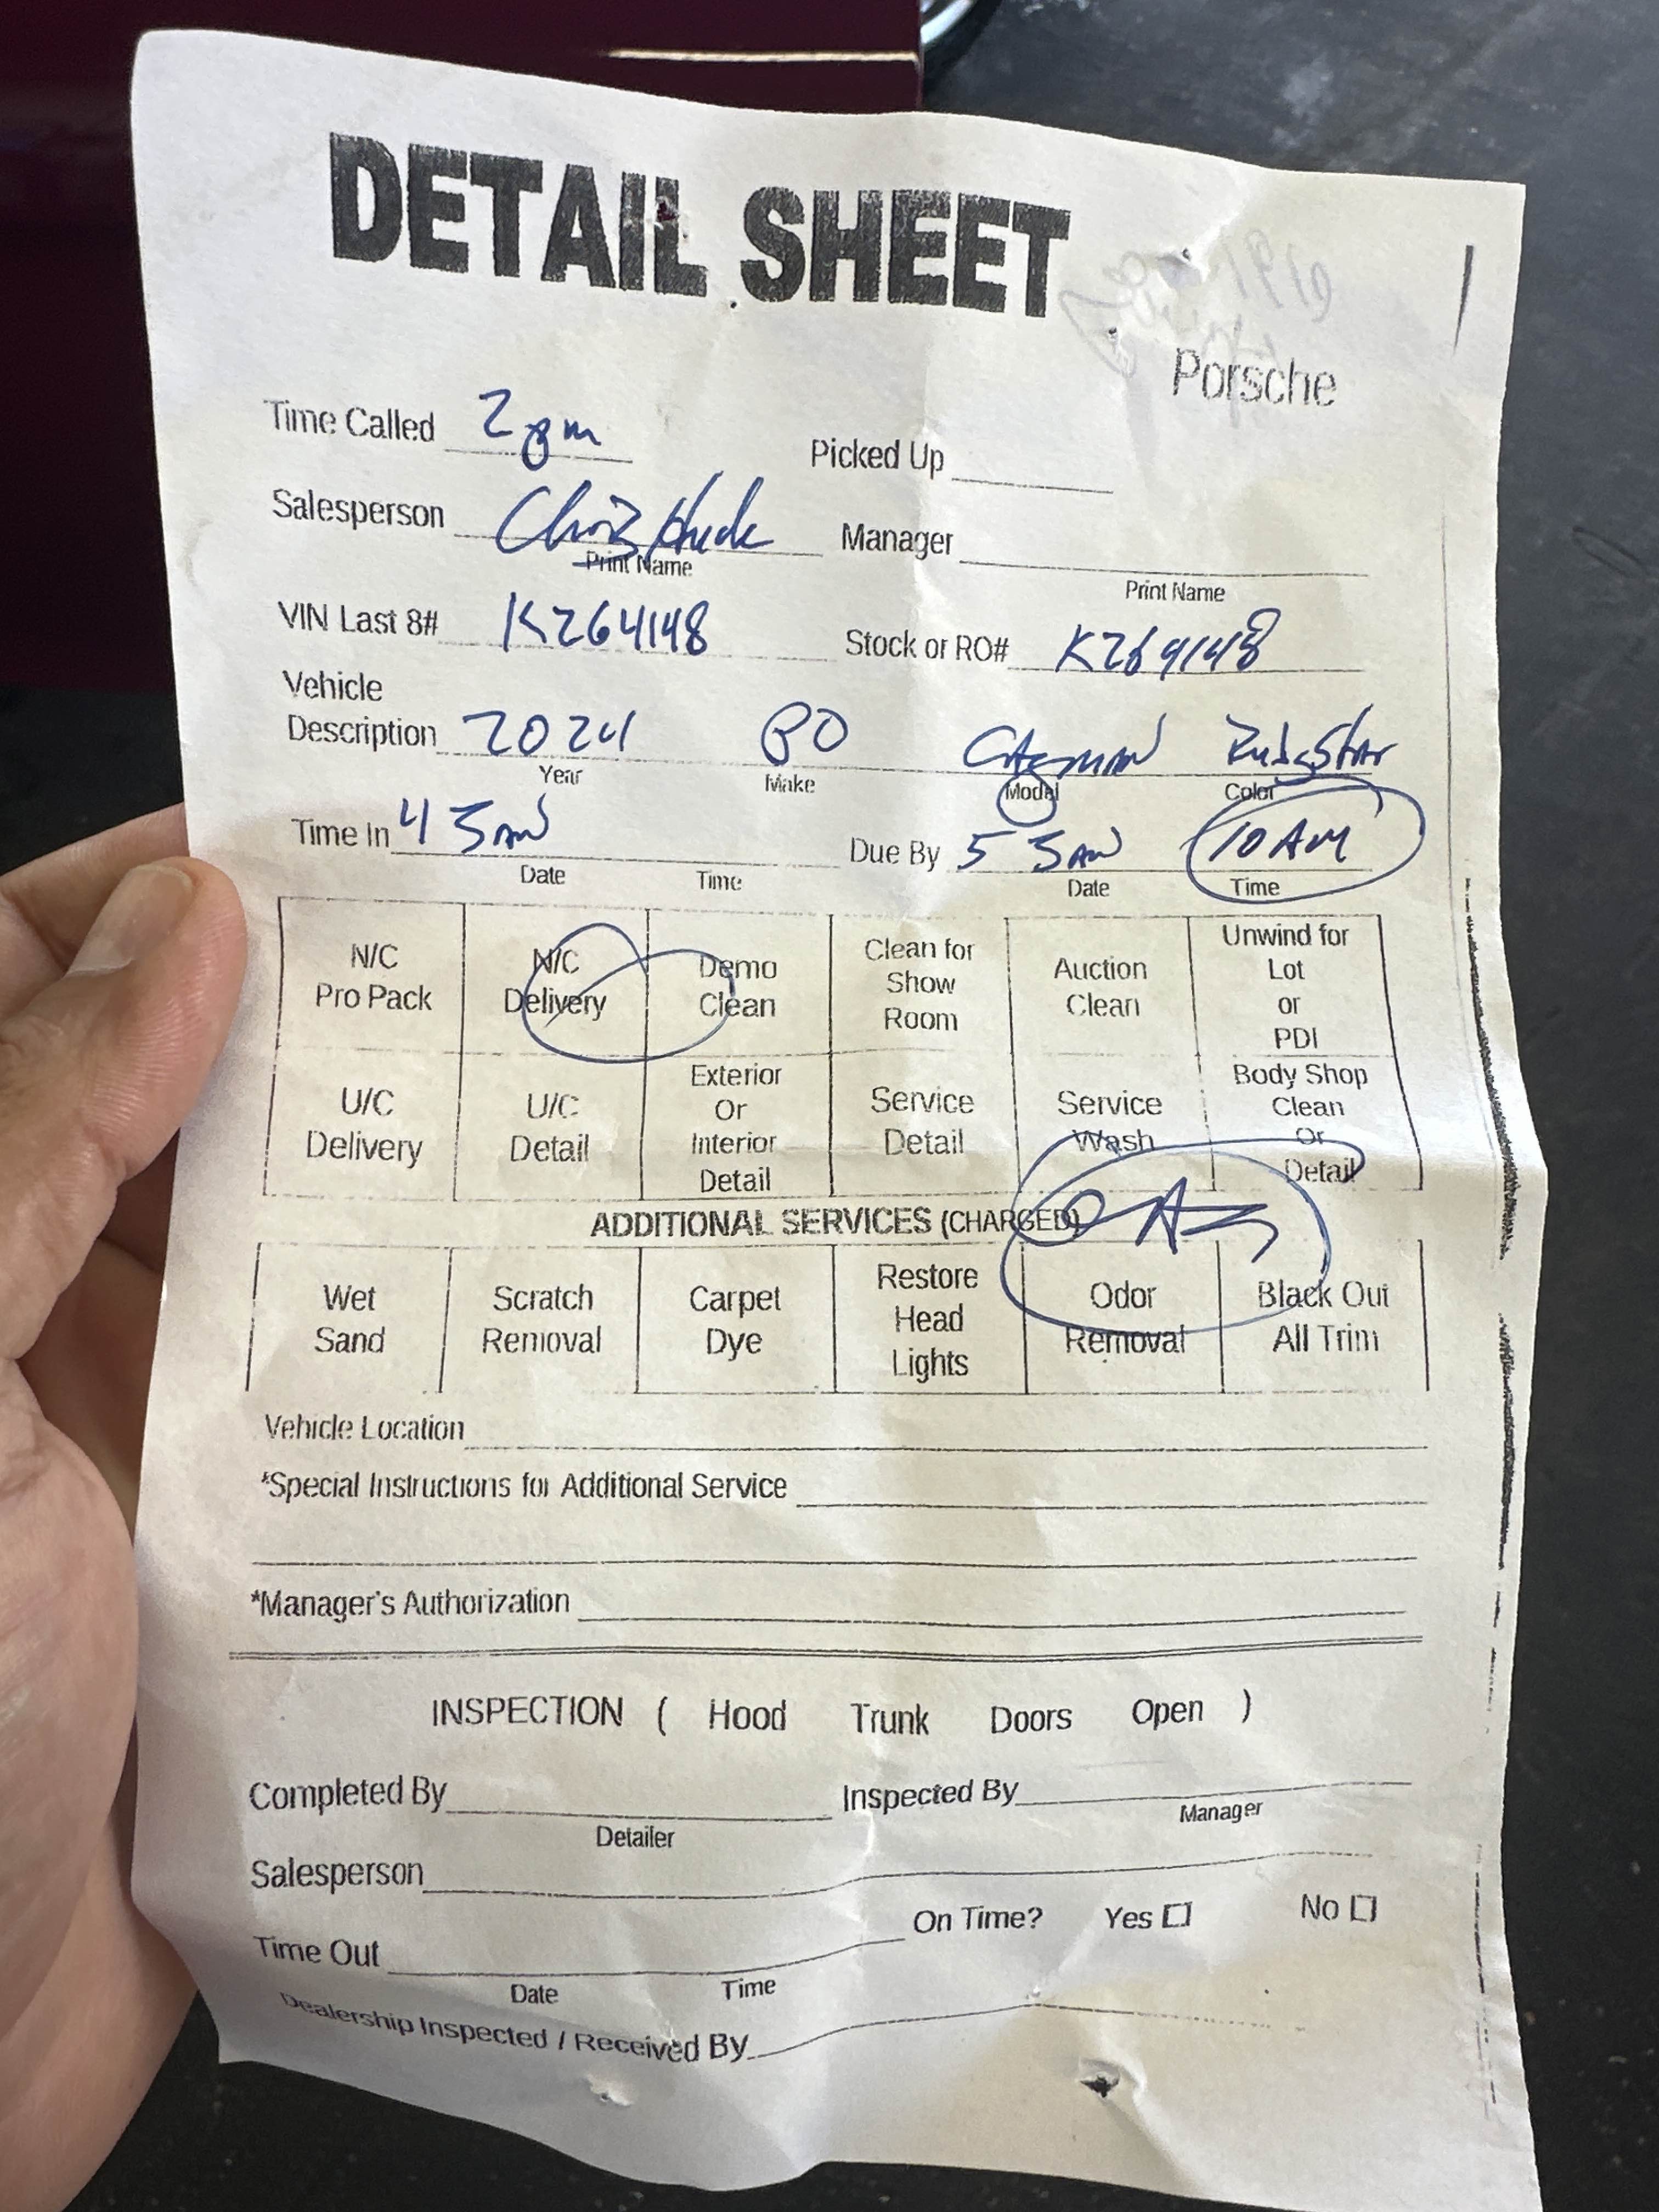 DETAIL SHEET
Porsche
Time Called 2pm Picked Up
Salesperson Chris
Print Name
Manager
Print Name
VIN Last 8# K264148 Stock or RO# K264148
Vehicle
Description 2024 PO Cayman RubyStar
Year Make Model Color
Time In 4 Jan Due By 5 Jan 10 AM
Date Time Date Time
N/C Pro Pack
N/C Delivery
Demo Clean
Clean for Show Room
Auction Clean
Unwind for Lot or PDI
U/C Delivery
U/C Detail
Exterior Or Interior Detail
Service Detail
Service Wash
Body Shop Clean Or Detail
ADDITIONAL SERVICES (CHARGED)
Wet Sand
Scratch Removal
Carpet Dye
Restore Head Lights
Odor Removal
Black Out All Trim
Vehicle Location
*Special Instructions for Additional Service
*Manager's Authorization
INSPECTION ( Hood Trunk Doors Open )
Completed By
Detailer
Inspected By
Manager
Salesperson
On Time? Yes No
Time Out
Date Time
Dealership Inspected / Received By